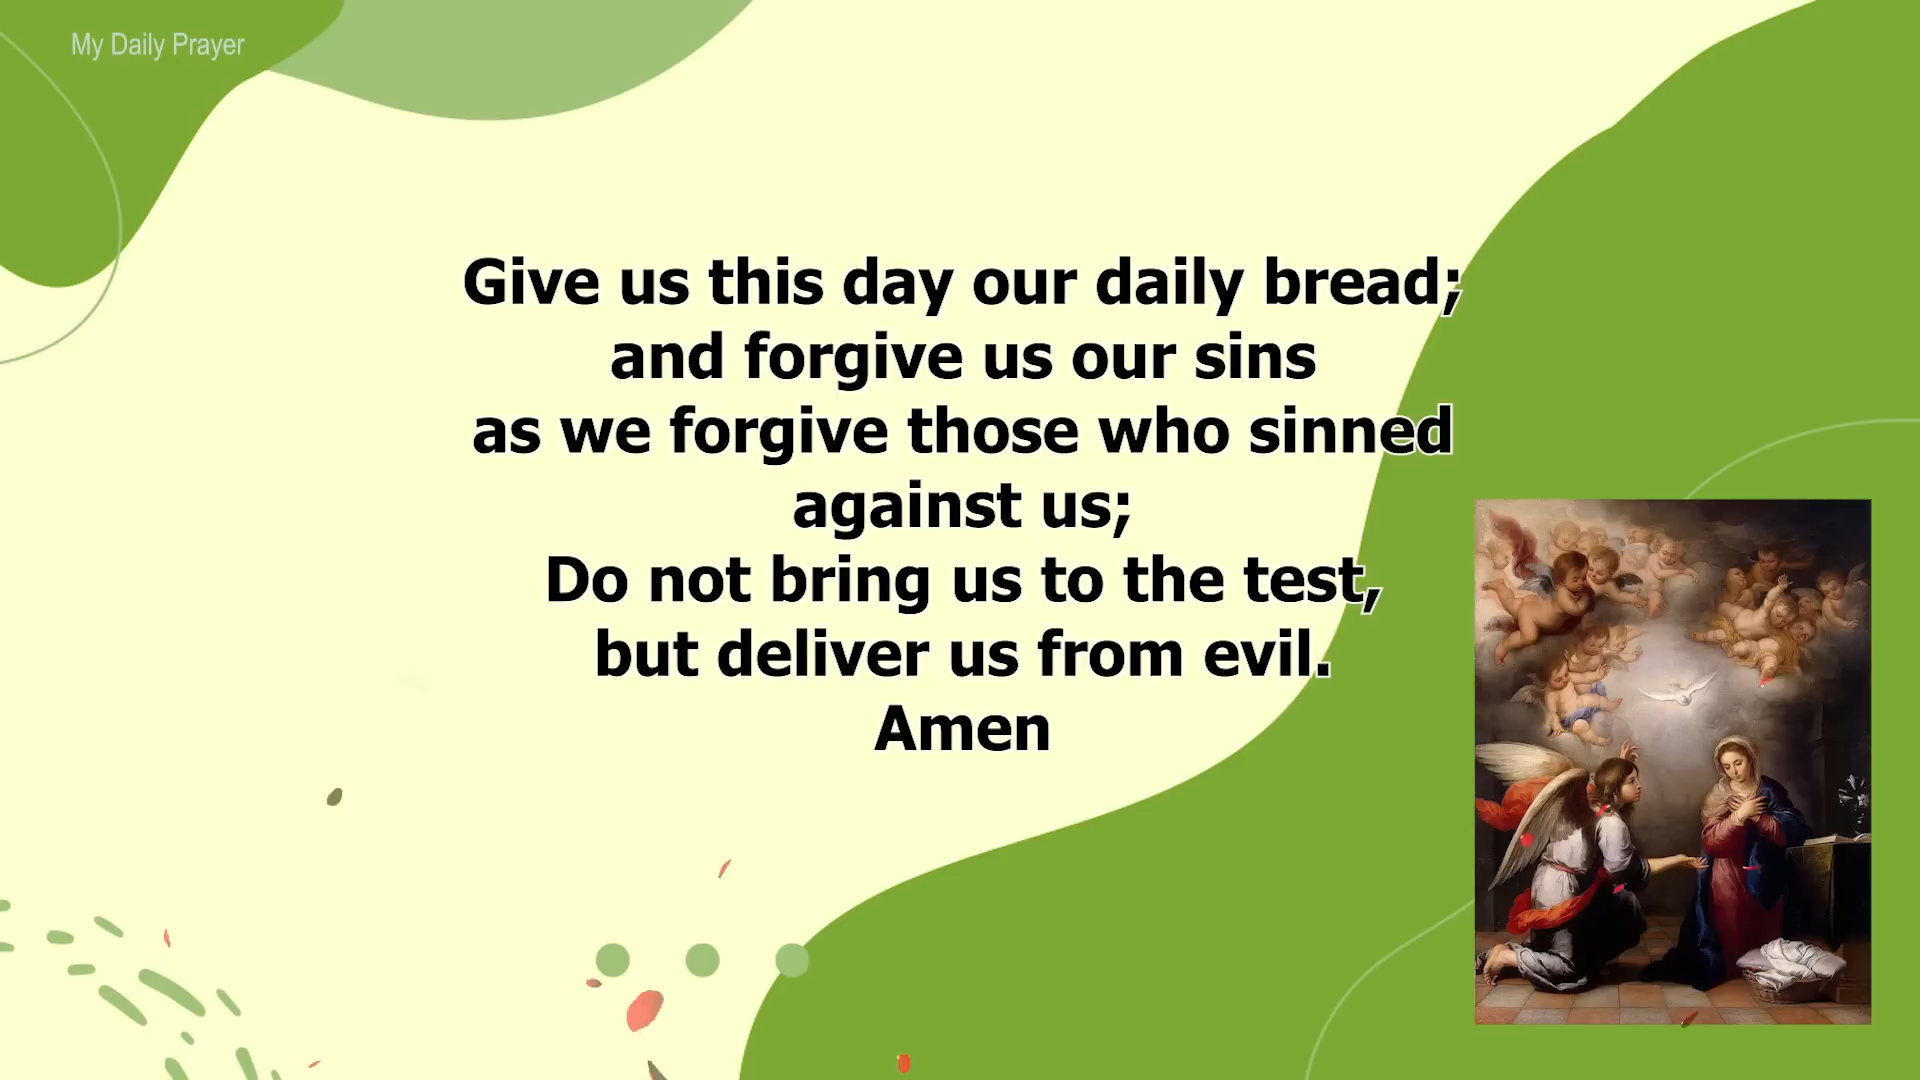 My Daily Prayer
Give us this day our daily bread;
and forgive us our sins
as we forgive those who sinned
against us;
Do not bring us to the test,
but deliver us from evil.
Amen